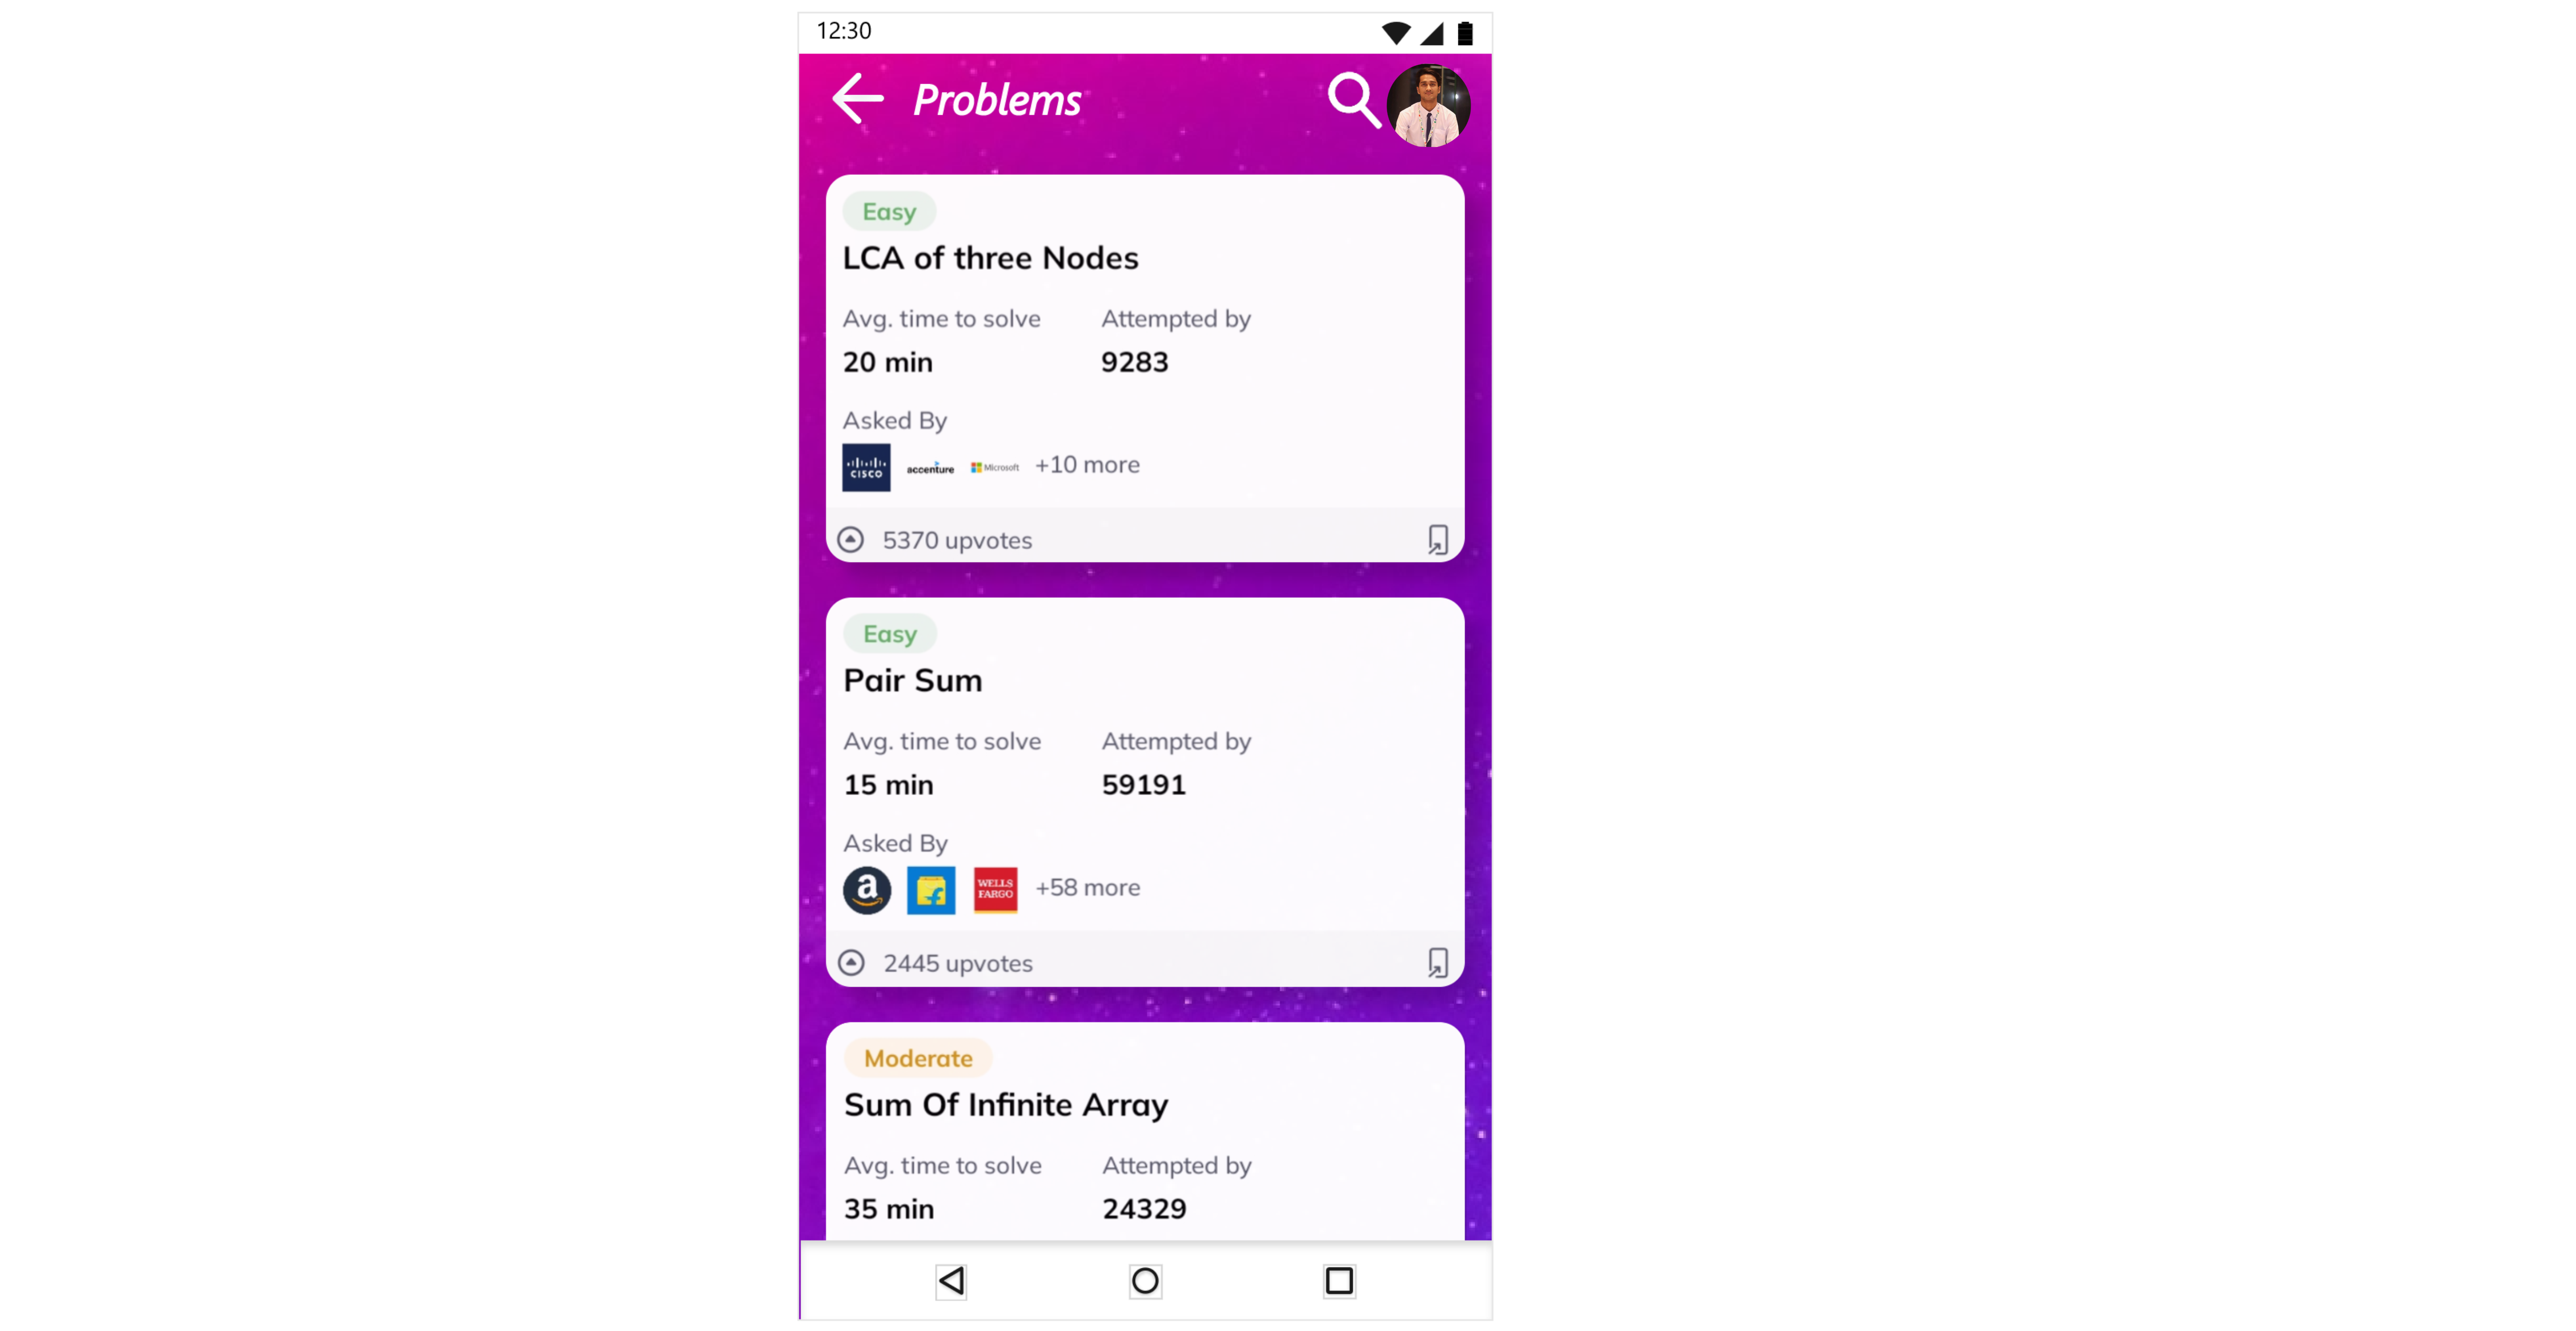 12:30
Problems
Easy
LCA of three Nodes
Avg. time to solve Attempted by
20 min 9283
Asked By
CISCO accenture Microsoft +10 more
5370 upvotes
Easy
Pair Sum
Avg. time to solve Attempted by
15 min 59191
Asked By
a f WELLS FARGO +58 more
2445 upvotes
Moderate
Sum Of Infinite Array
Avg. time to solve Attempted by
35 min 24329